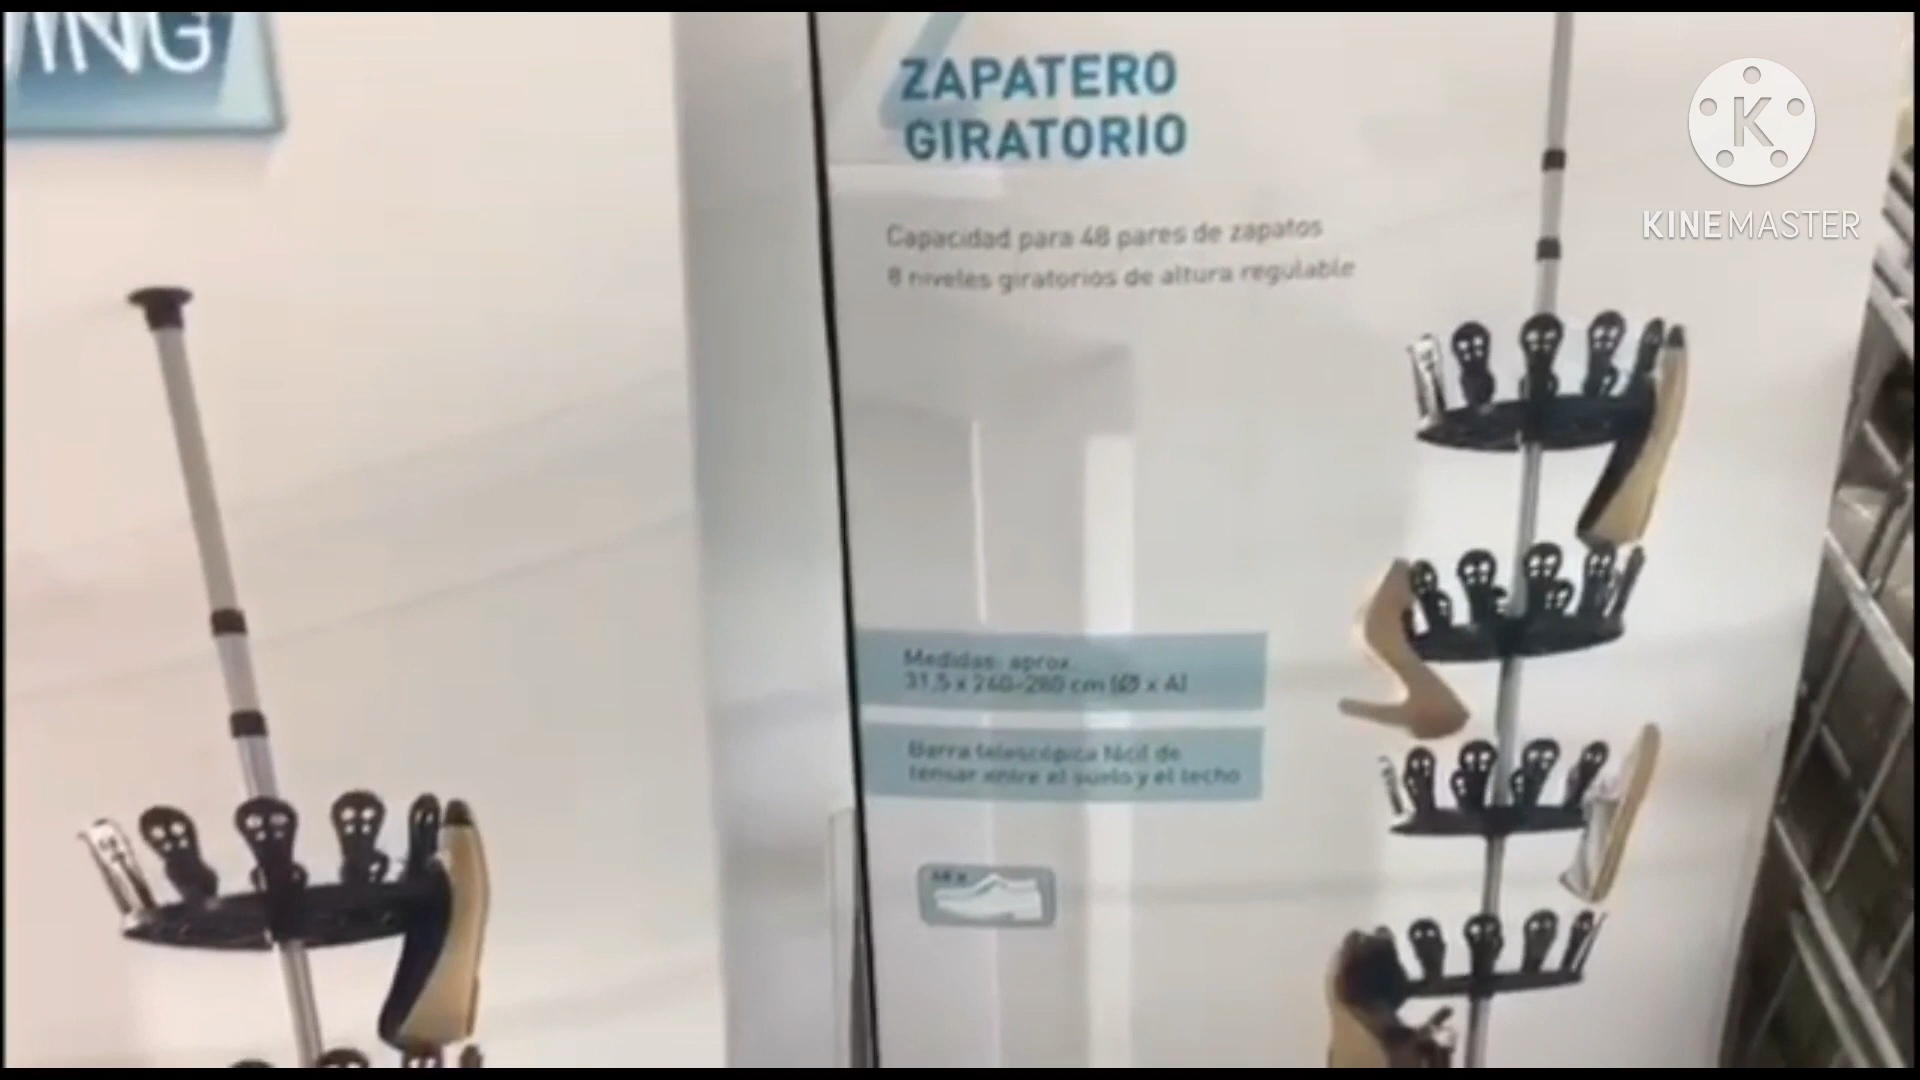 ING
ZAPATERO
GIRATORIO
Capacidad para 48 pares de zapatos
8 niveles giratorios de altura regulable
Medidas: aprox.
31,5 x 240-280 cm (Ø x A)
Barra telescópica fácil de
tensar entre el suelo y el techo
48 x
K
KINEMASTER